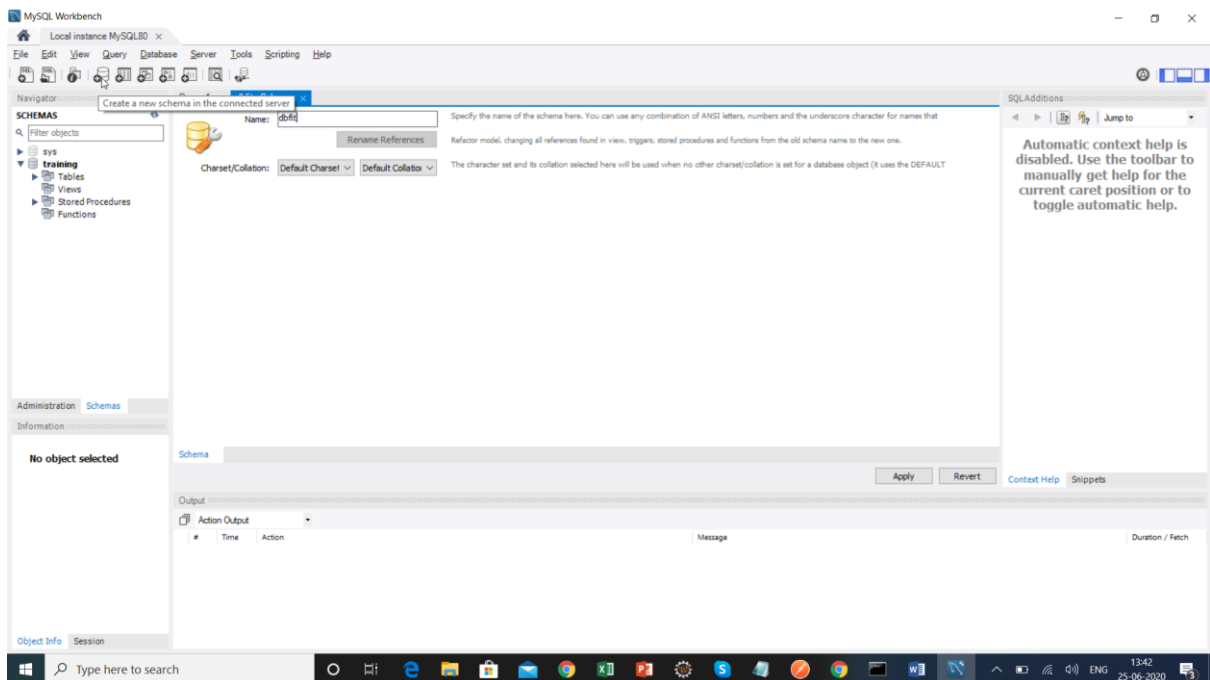 MySQL Workbench
Local instance MySQL80
File Edit View Query Database Server Tools Scripting Help
Navigator
Create a new schema in the connected server
SQLAdditions
SCHEMAS
Filter objects
sys
training
Tables
Views
Stored Procedures
Functions
Name: dbfit
Specify the name of the schema here. You can use any combination of ANSI letters, numbers and the underscore character for names that
Rename References
Refactor model, changing all references found in view, triggers, stored procedures and functions from the old schema name to the new one.
Charset/Collation: Default Charset Default Collation
The character set and its collation selected here will be used when no other charset/collation is set for a database object (it uses the DEFAULT
Jump to
Automatic context help is
disabled. Use the toolbar to
manually get help for the
current caret position or to
toggle automatic help.
Administration Schemas
Information
No object selected
Schema
Apply Revert
Context Help Snippets
Output
Action Output
# Time Action Message Duration / Fetch
Object Info Session
Type here to search
ENG
13:42
25-06-2020